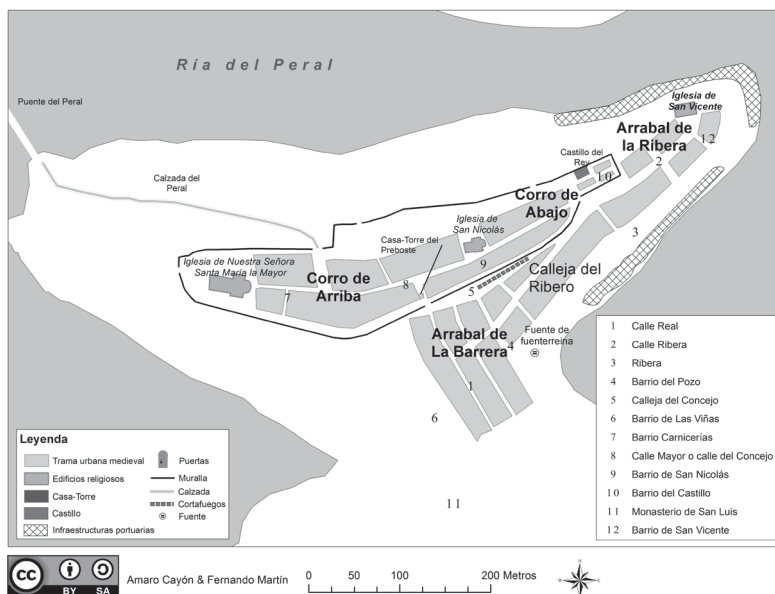 Ría del Peral
Puente del Peral
Iglesia de
San Vicente
Arrabal de
la Ribera
12
Castillo del
Rey
2
Calzada del
Peral
10
Corro de
Abajo
Iglesia de
San Nicolás
3
Casa-Torre del
Preboste
Iglesia de Nuestra Señora
Santa María la Mayor
9
Corro de
Arriba
8
Calleja del
Ribero
7
5
Arrabal de
La Barrera
4
Fuente de
fuenterreina
1
6
11
1 Calle Real
2 Calle Ribera
3 Ribera
4 Barrio del Pozo
5 Calleja del Concejo
6 Barrio de Las Viñas
7 Barrio Carnicerías
8 Calle Mayor o calle del Concejo
9 Barrio de San Nicolás
10 Barrio del Castillo
11 Monasterio de San Luis
12 Barrio de San Vicente
Leyenda
Trama urbana medieval
Edificios religiosos
Casa-Torre
Castillo
Infraestructuras portuarias
Puertas
Muralla
Calzada
Cortafuegos
Fuente
cc
BY SA
Amaro Cayón & Fernando Martín
0 50 100 200 Metros